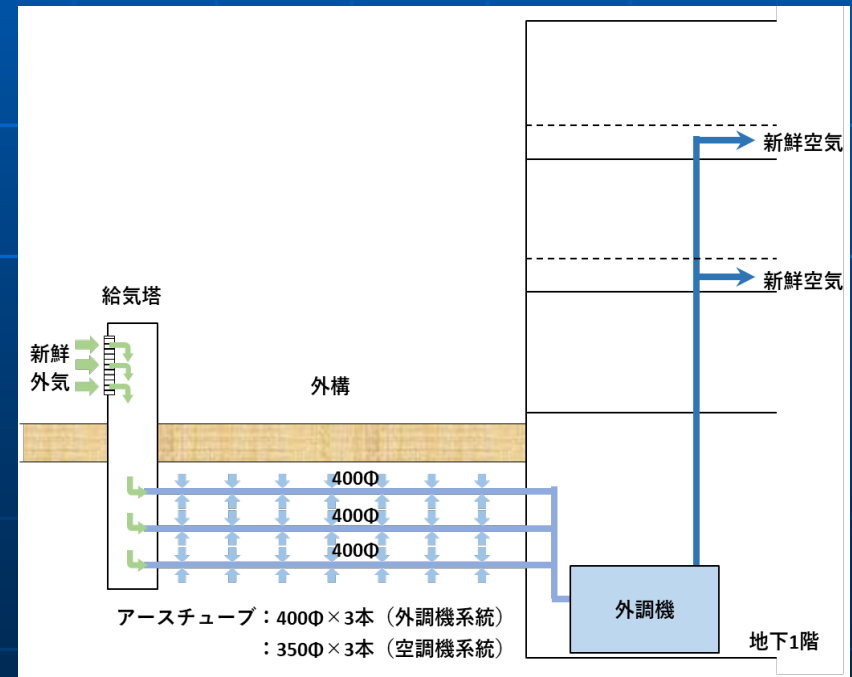 新鮮空気
新鮮空気
給気塔
新鮮
外気
外構
400Φ
400Φ
400Φ
アースチューブ：400Φ×3本（外調機系統）
：350Φ×3本（空調機系統）
外調機
地下1階